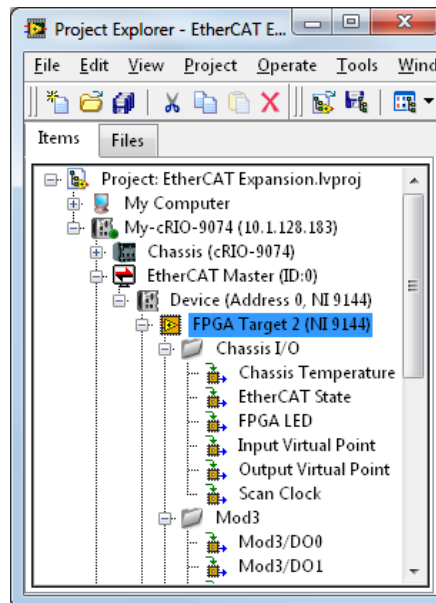 Project Explorer - EtherCAT E...
File Edit View Project Operate Tools Wind
Items Files
Project: EtherCAT Expansion.lvproj
My Computer
My-cRIO-9074 (10.1.128.183)
Chassis (cRIO-9074)
EtherCAT Master (ID:0)
Device (Address 0, NI 9144)
FPGA Target 2 (NI 9144)
Chassis I/O
Chassis Temperature
EtherCAT State
FPGA LED
Input Virtual Point
Output Virtual Point
Scan Clock
Mod3
Mod3/DO0
Mod3/DO1